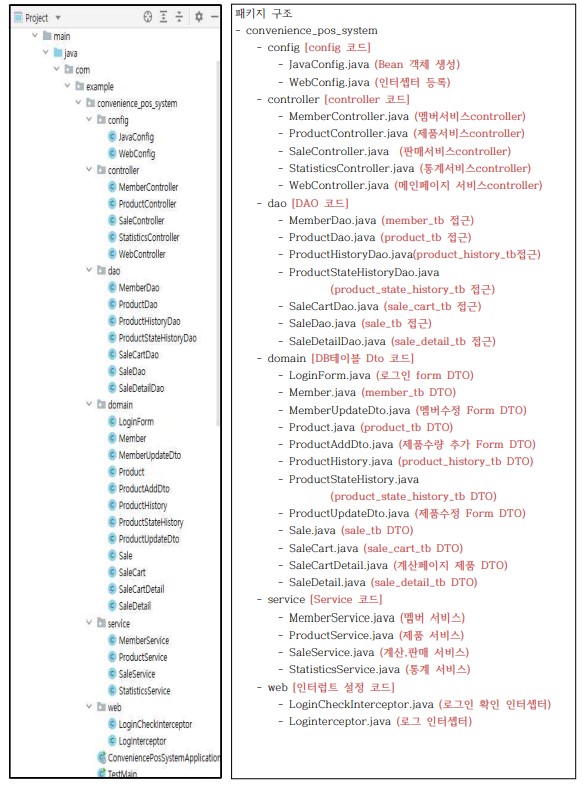 Project
main
java
com
example
convenience_pos_system
config
JavaConfig
WebConfig
controller
MemberController
ProductController
SaleController
StatisticsController
WebController
dao
MemberDao
ProductDao
ProductHistoryDao
ProductStateHistoryDao
SaleCartDao
SaleDao
SaleDetailDao
domain
LoginForm
Member
MemberUpdateDto
Product
ProductAddDto
ProductHistory
ProductStateHistory
ProductUpdateDto
Sale
SaleCart
SaleCartDetail
SaleDetail
service
MemberService
ProductService
SaleService
StatisticsService
web
LoginCheckInterceptor
LogInterceptor
ConveniencePosSystemApplication
TestMain
패키지 구조
- convenience_pos_system
- config [config 코드]
- JavaConfig.java (Bean 객체 생성)
- WebConfig.java (인터셉터 등록)
- controller [controller 코드]
- MemberController.java (멤버서비스controller)
- ProductController.java (제품서비스controller)
- SaleController.java (판매서비스controller)
- StatisticsController.java (통계서비스controller)
- WebController.java (메인페이지 서비스controller)
- dao [DAO 코드]
- MemberDao.java (member_tb 접근)
- ProductDao.java (product_tb 접근)
- ProductHistoryDao.java(product_history_tb접근)
- ProductStateHistoryDao.java
(product_state_history_tb 접근)
- SaleCartDao.java (sale_cart_tb 접근)
- SaleDao.java (sale_tb 접근)
- SaleDetailDao.java (sale_detail_tb 접근)
- domain [DB테이블 Dto 코드]
- LoginForm.java (로그인 form DTO)
- Member.java (member_tb DTO)
- MemberUpdateDto.java (멤버수정 Form DTO)
- Product.java (product_tb DTO)
- ProductAddDto.java (제품수량 추가 Form DTO)
- ProductHistory.java (product_history_tb DTO)
- ProductStateHistory.java
(product_state_history_tb DTO)
- ProductUpdateDto.java (제품수정 Form DTO)
- Sale.java (sale_tb DTO)
- SaleCart.java (sale_cart_tb DTO)
- SaleCartDetail.java (계산페이지 제품 DTO)
- SaleDetail.java (sale_detail_tb DTO)
- service [Service 코드]
- MemberService.java (멤버 서비스)
- ProductService.java (제품 서비스)
- SaleService.java (계산,판매 서비스)
- StatisticsService.java (통계 서비스)
- web [인터럽트 설정 코드]
- LoginCheckInterceptor.java (로그인 확인 인터셉터)
- Loginterceptor.java (로그 인터셉터)